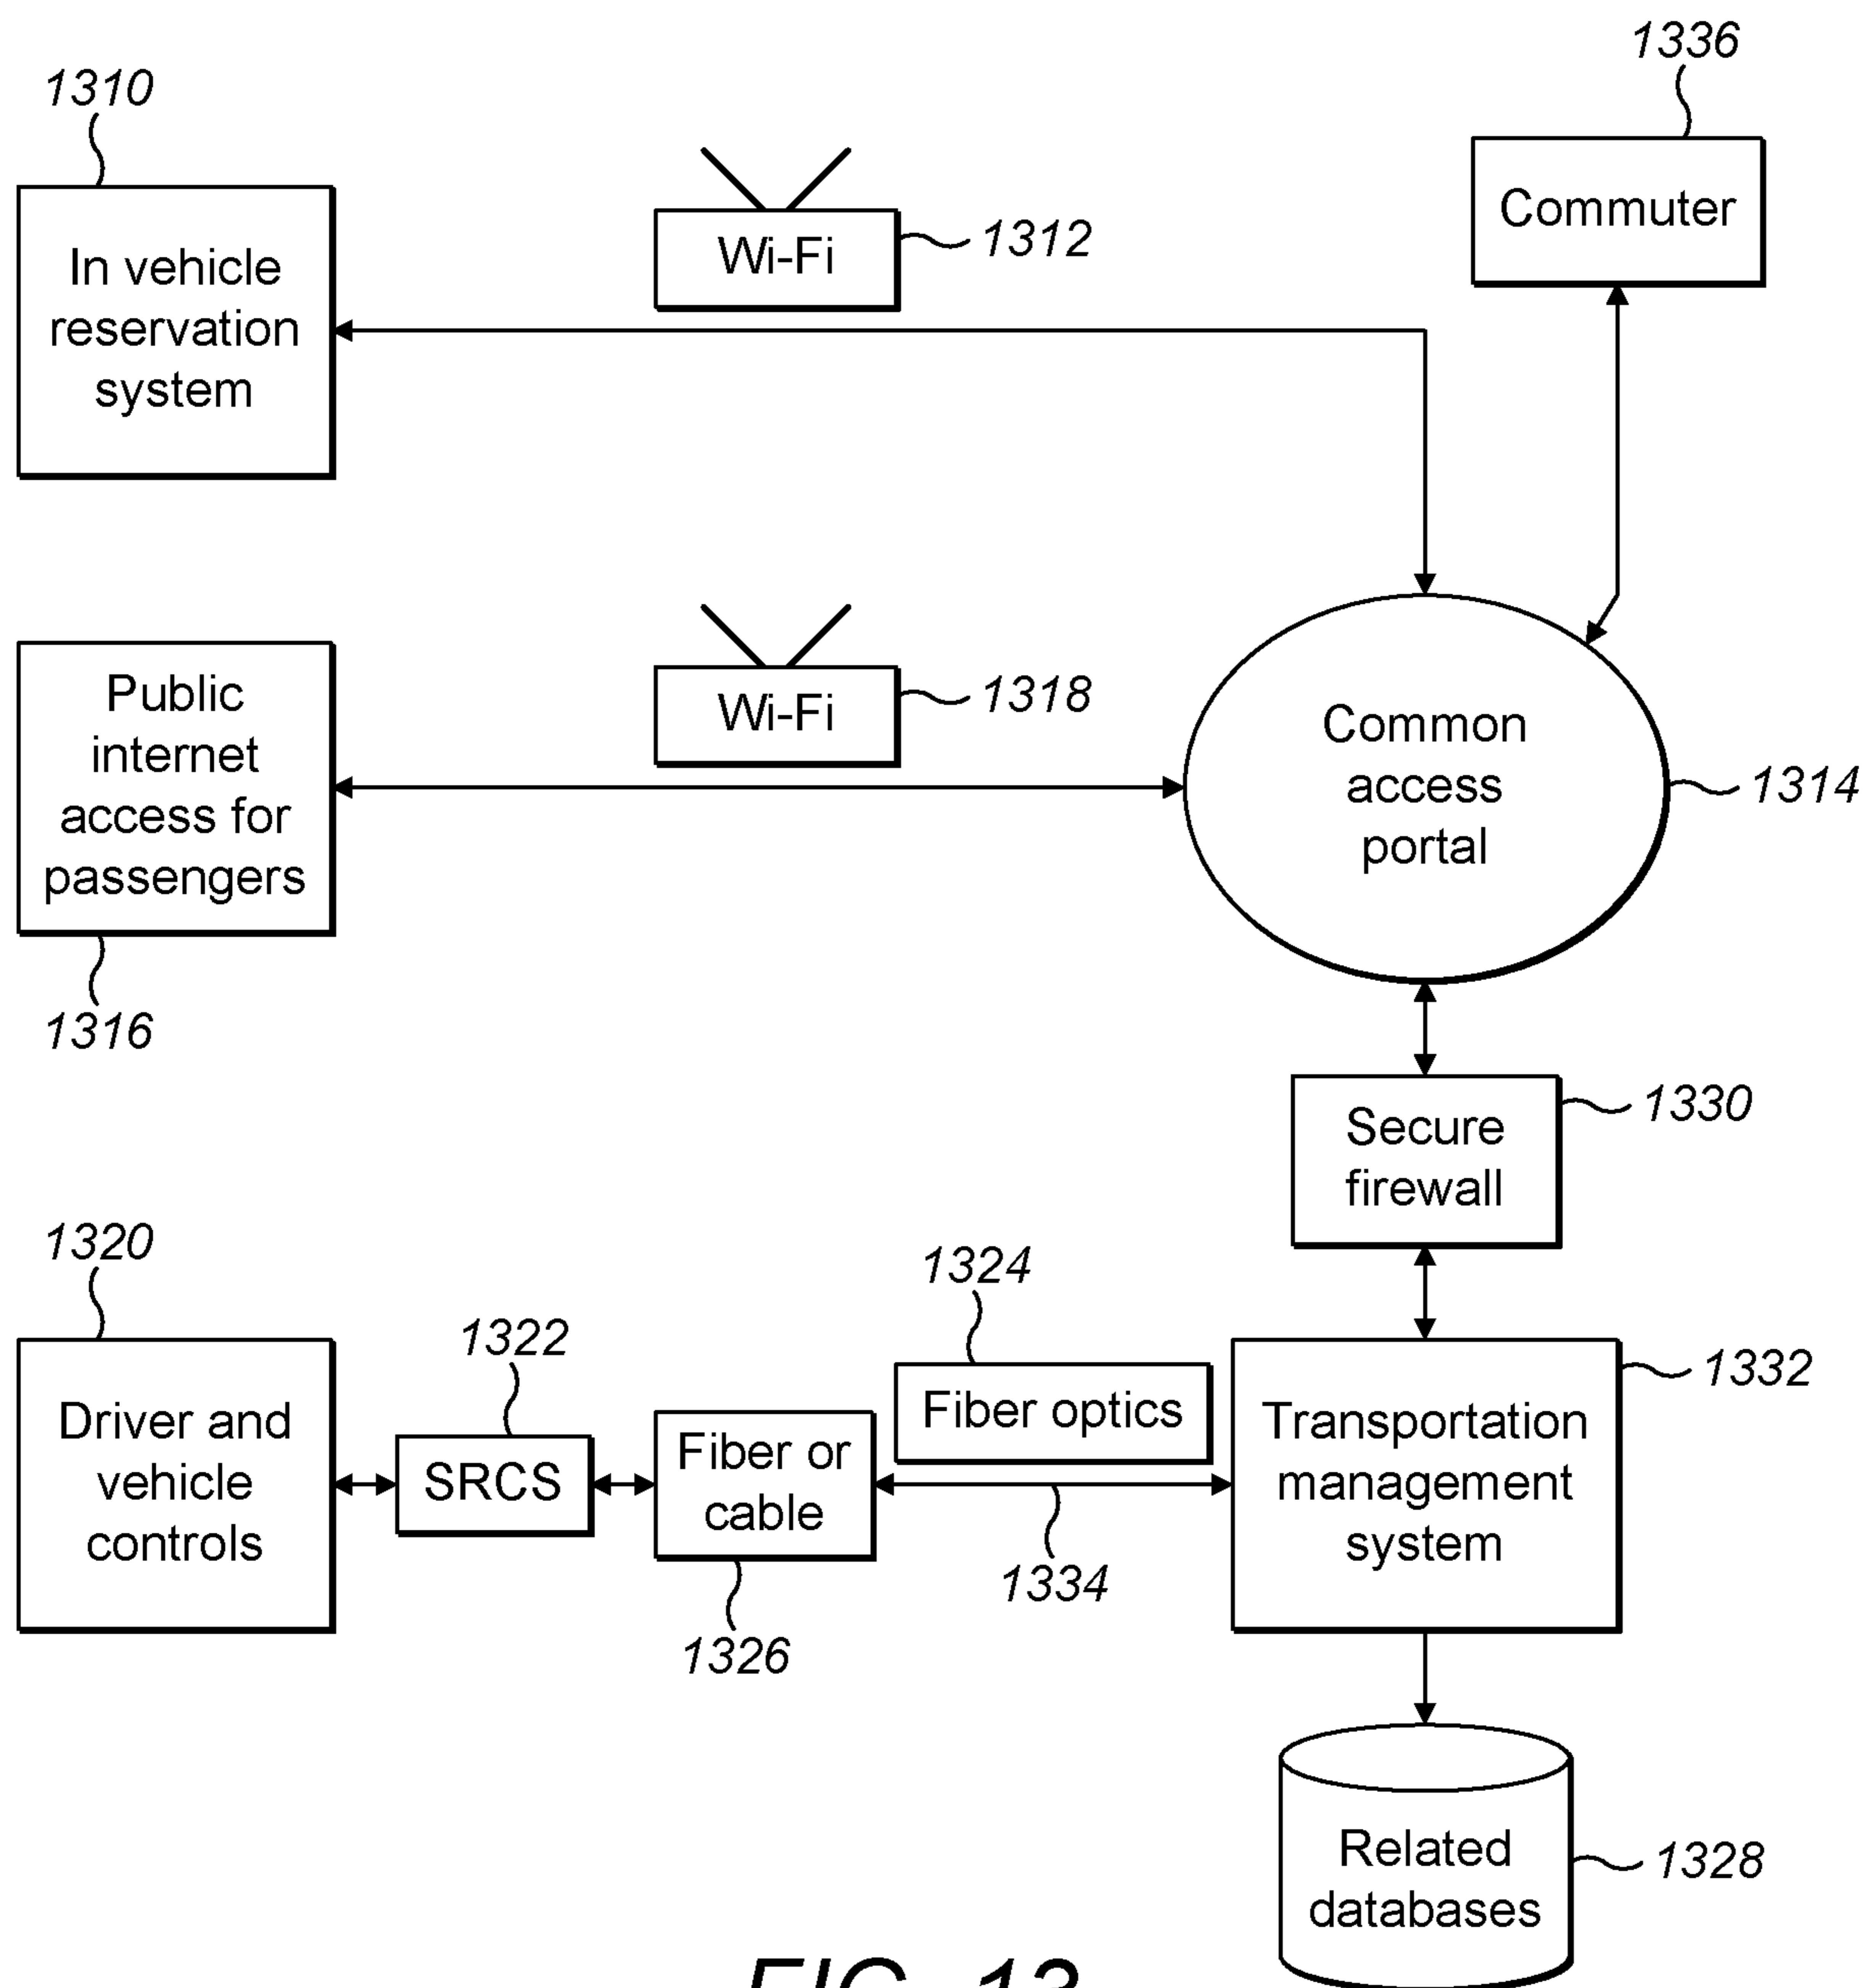 1336
1310
Commuter
In vehicle
reservation
system
Wi-Fi
1312
Public
internet
access for
passengers
1316
Wi-Fi
1318
Common
access
portal
1314
Secure
firewall
1330
1320
Driver and
vehicle
controls
1322
SRCS
Fiber or
cable
1326
1324
Fiber optics
1334
Transportation
management
system
1332
Related
databases
1328
FIG. 13